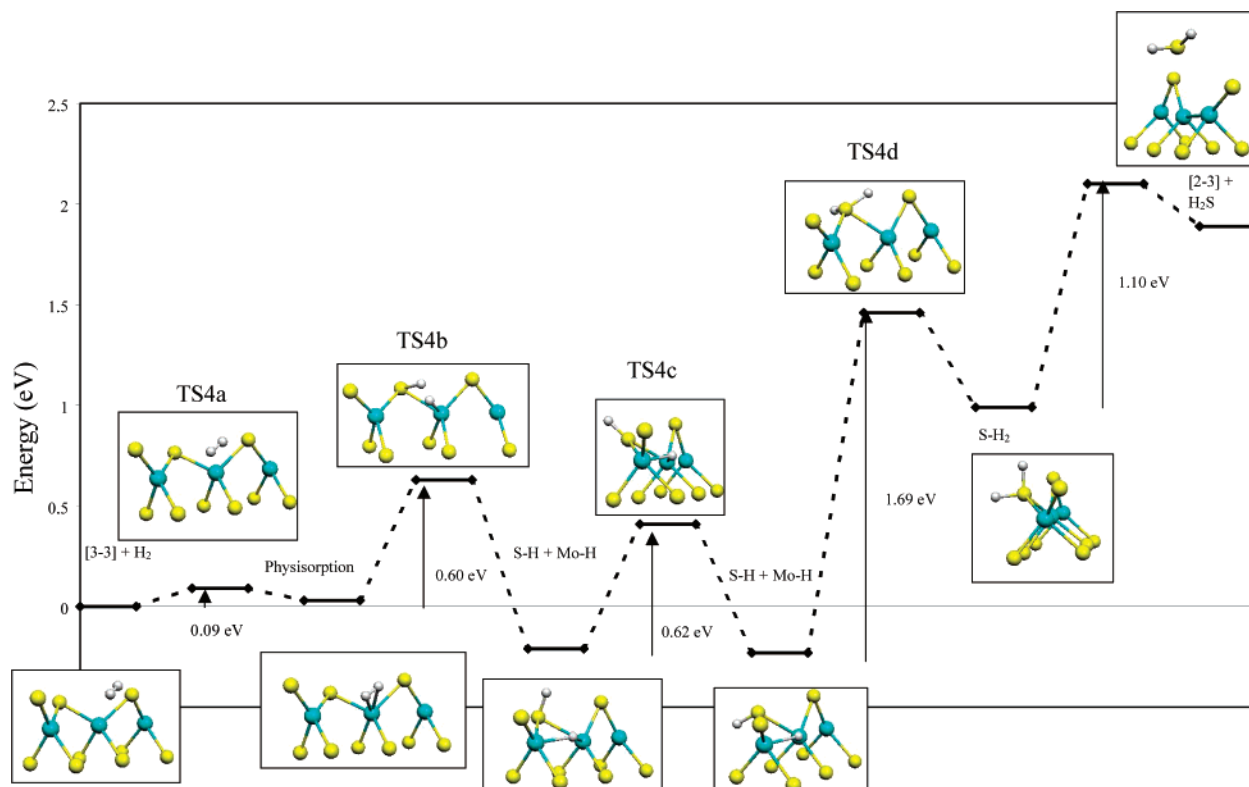 2.5
2
1.5
1
0.5
0
Energy (eV)
[3-3] + H2
TS4a
0.09 eV
Physisorption
TS4b
0.60 eV
S-H + Mo-H
TS4c
0.62 eV
S-H + Mo-H
TS4d
1.69 eV
S-H2
1.10 eV
[2-3] +
H2S